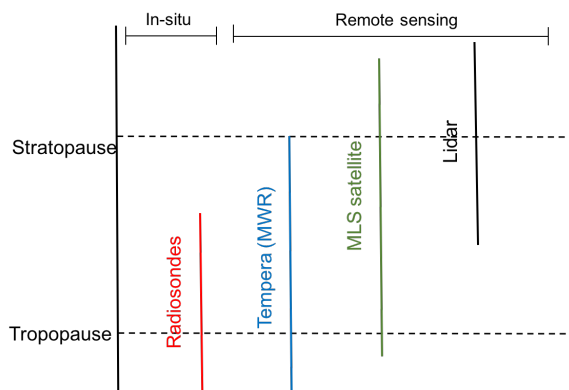 In-situ
Remote sensing
Stratopause
Lidar
MLS satellite
Tempera (MWR)
Radiosondes
Tropopause